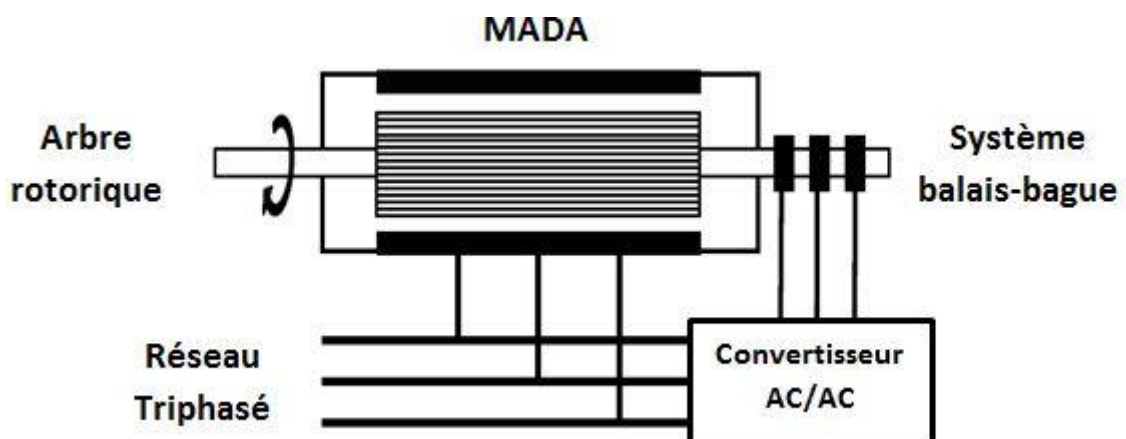 MADA
Arbre
rotorique
Système
balais-bague
Réseau
Triphasé
Convertisseur
AC/AC